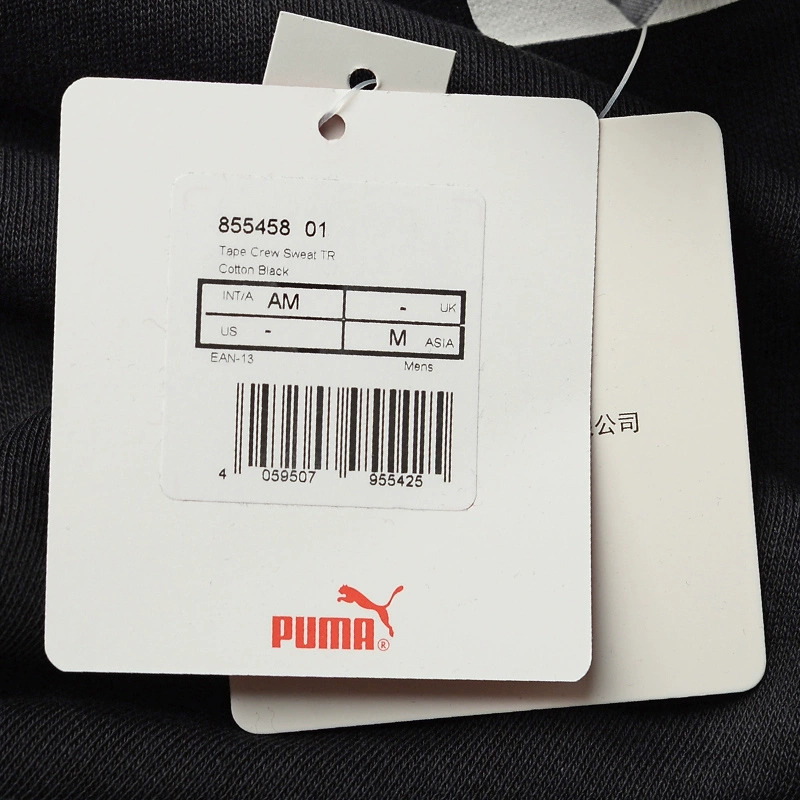 855458 01
Tape Crew Sweat TR
Cotton Black
INT/A AM - UK
US - M ASIA
EAN-13 Mens
4 059507 955425
公司
PUMA®